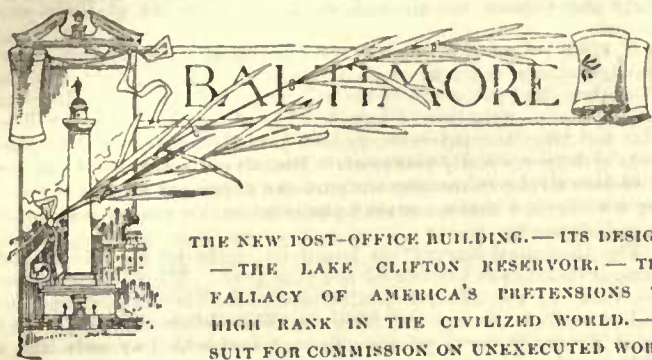 BALTIMORE
THE NEW POST-OFFICE BUILDING. — ITS DESIG
— THE LAKE CLIFTON RESERVOIR. — TH
FALLACY OF AMERICA'S PRETENSIONS
HIGH RANK IN THE CIVILIZED WORLD. —
SUIT FOR COMMISSION ON UNEXECUTED WOR